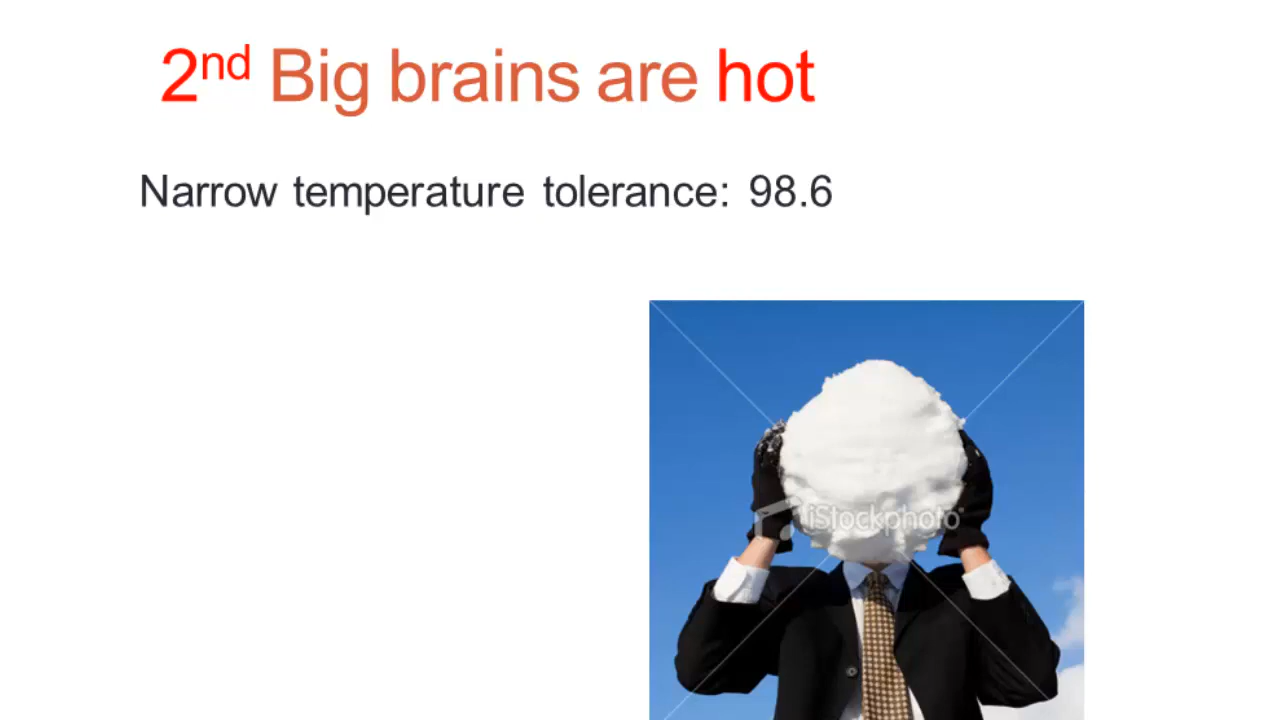 2nd Big brains are hot
Narrow temperature tolerance: 98.6
iStockphoto